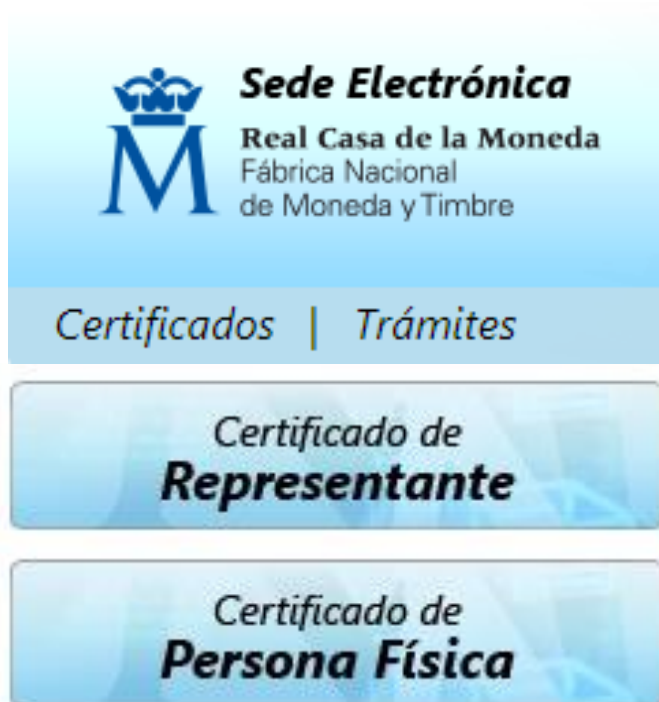 Sede Electrónica
Real Casa de la Moneda
Fábrica Nacional
de Moneda y Timbre
Certificados | Trámites
Certificado de
Representante
Certificado de
Persona Física